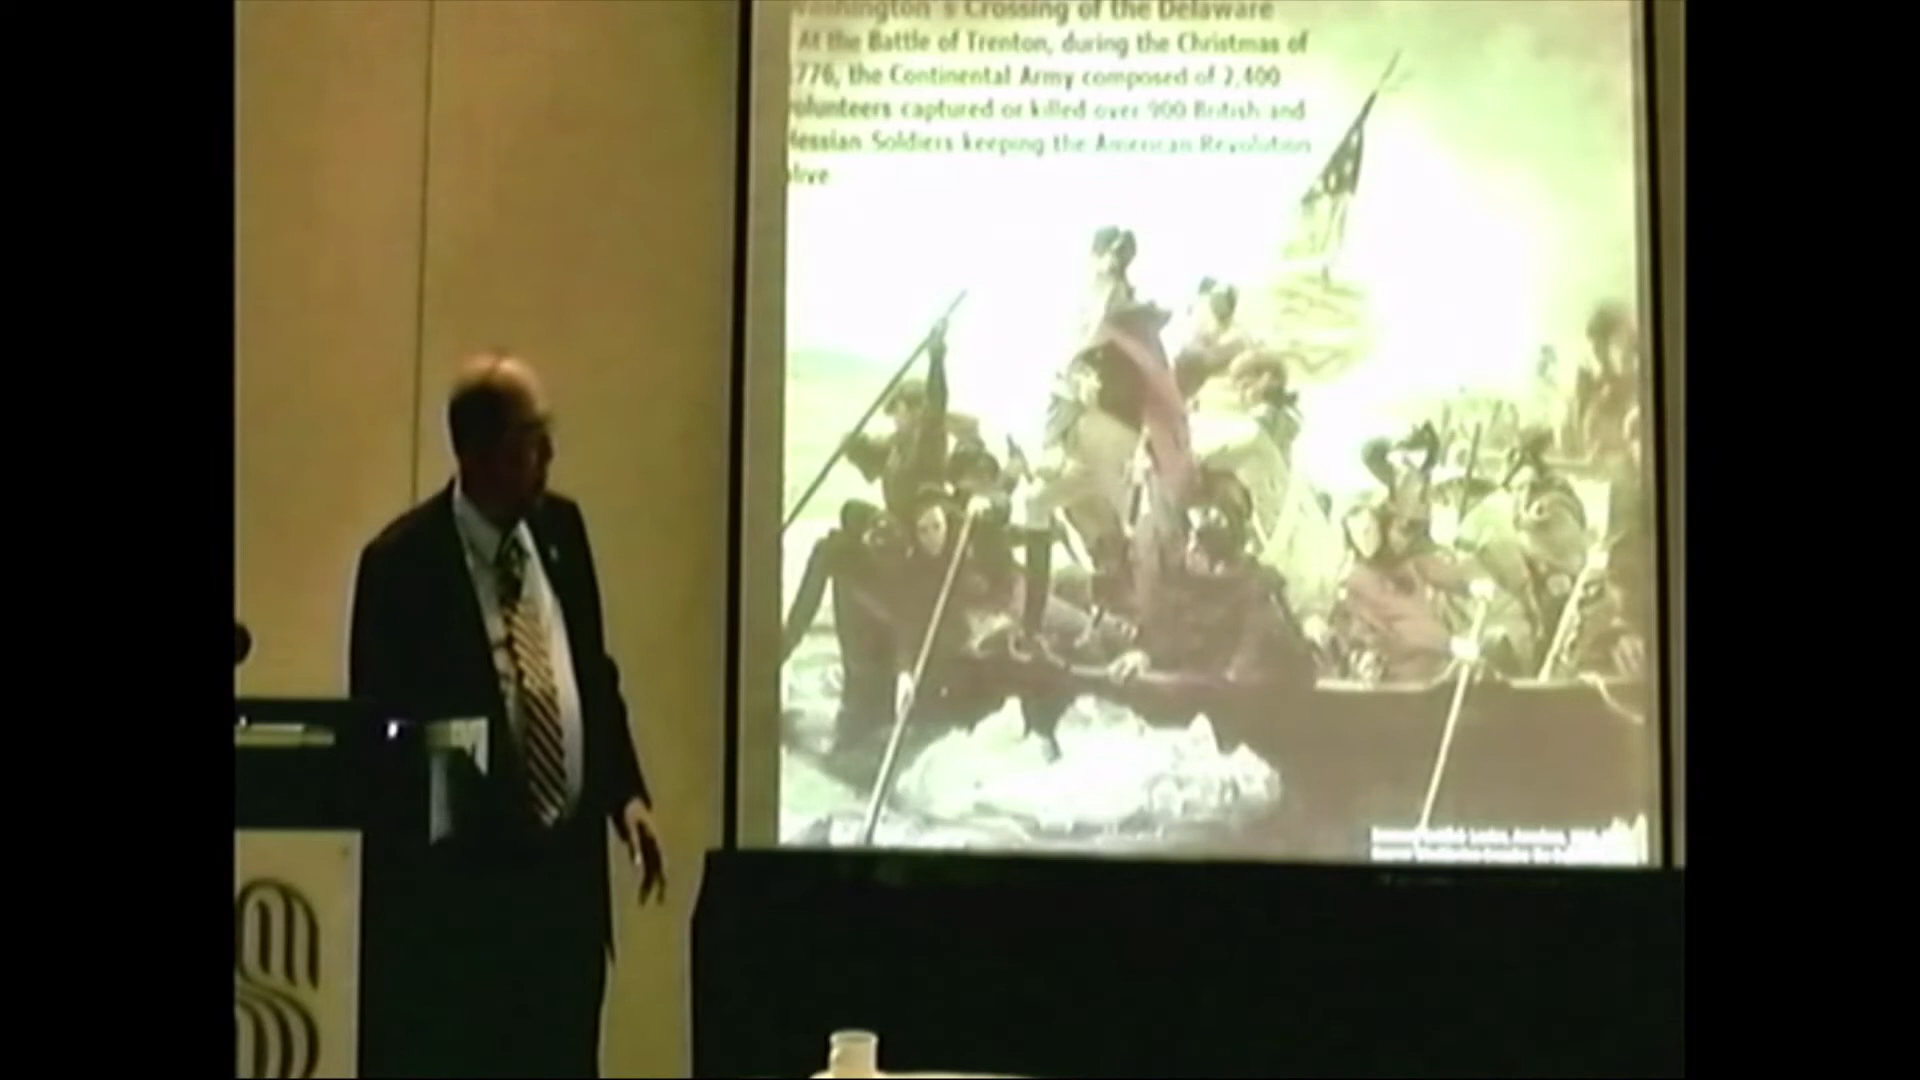 Washington's Crossing of the Delaware
At the Battle of Trenton, during the Christmas of
776, the Continental Army composed of 2,400
volunteers captured or killed over 900 British and
Hessian Soldiers keeping the American Revolution
alive